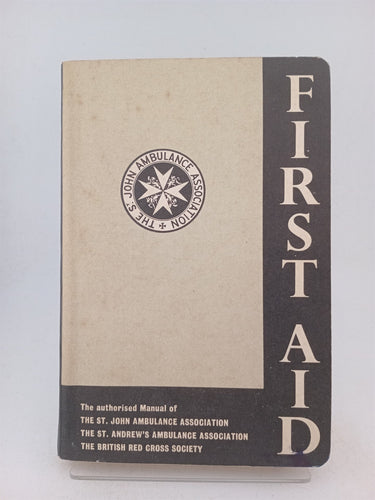 FIRST AID
THE ST. JOHN AMBULANCE ASSOCIATION
The authorised Manual of
THE ST. JOHN AMBULANCE ASSOCIATION
THE ST. ANDREW'S AMBULANCE ASSOCIATION
THE BRITISH RED CROSS SOCIETY